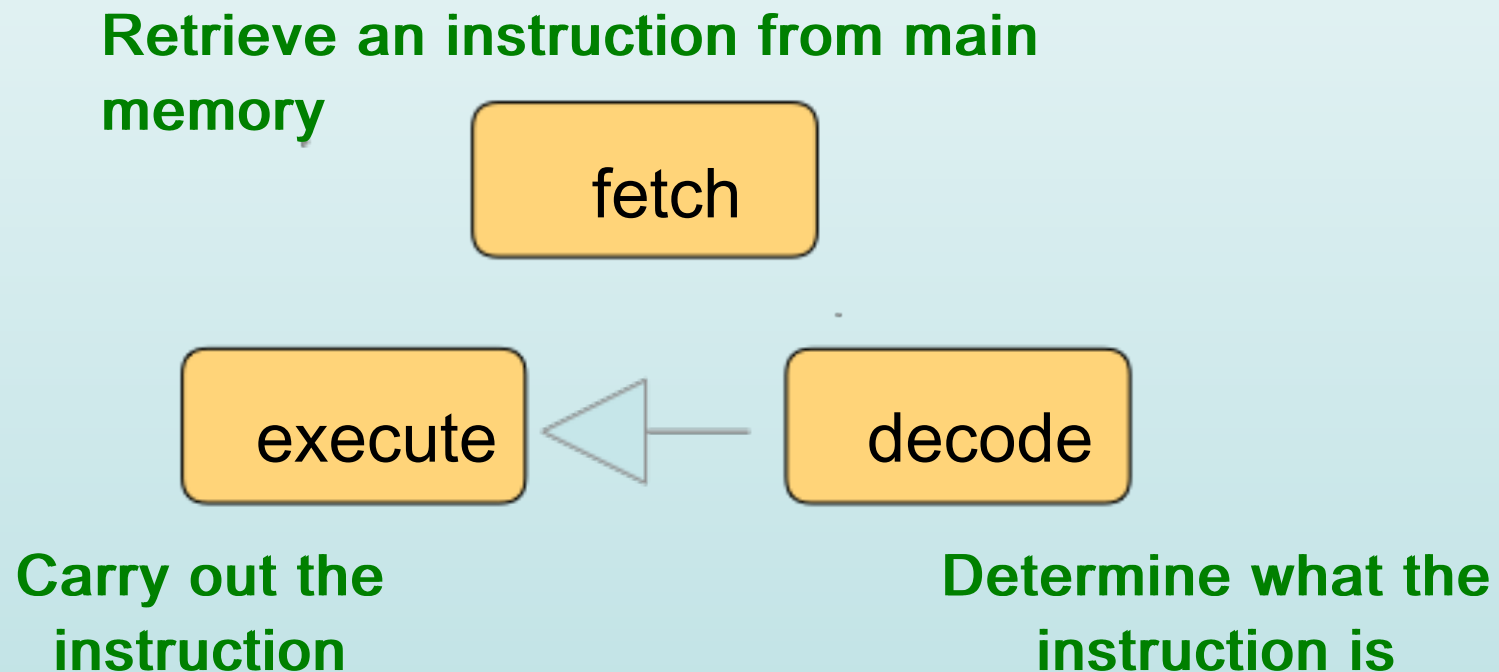 Retrieve an instruction from main
memory
fetch
execute
decode
Carry out the
instruction
Determine what the
instruction is